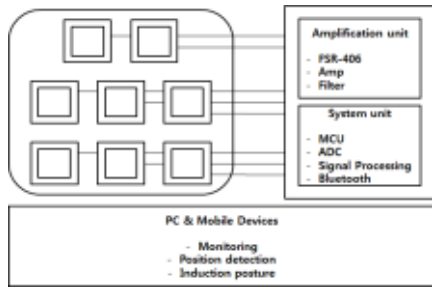 Amplification unit
- FSR-406
- Amp
- Filter
System unit
- MCU
- ADC
- Signal Processing
- Bluetooth
PC & Mobile Devices
- Monitoring
- Position detection
- Induction posture